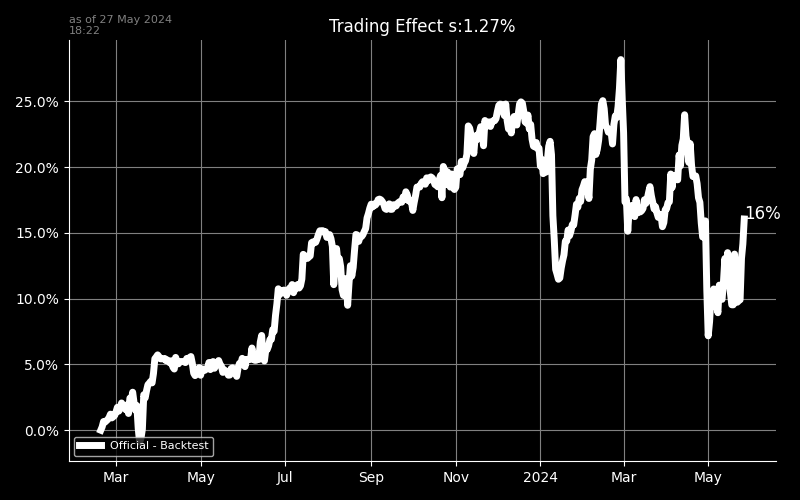 as of 27 May 2024
18:22
Trading Effect s:1.27%
25.0%
20.0%
15.0%
10.0%
5.0%
0.0%
16%
Official - Backtest
Mar May Jul Sep Nov 2024 Mar May